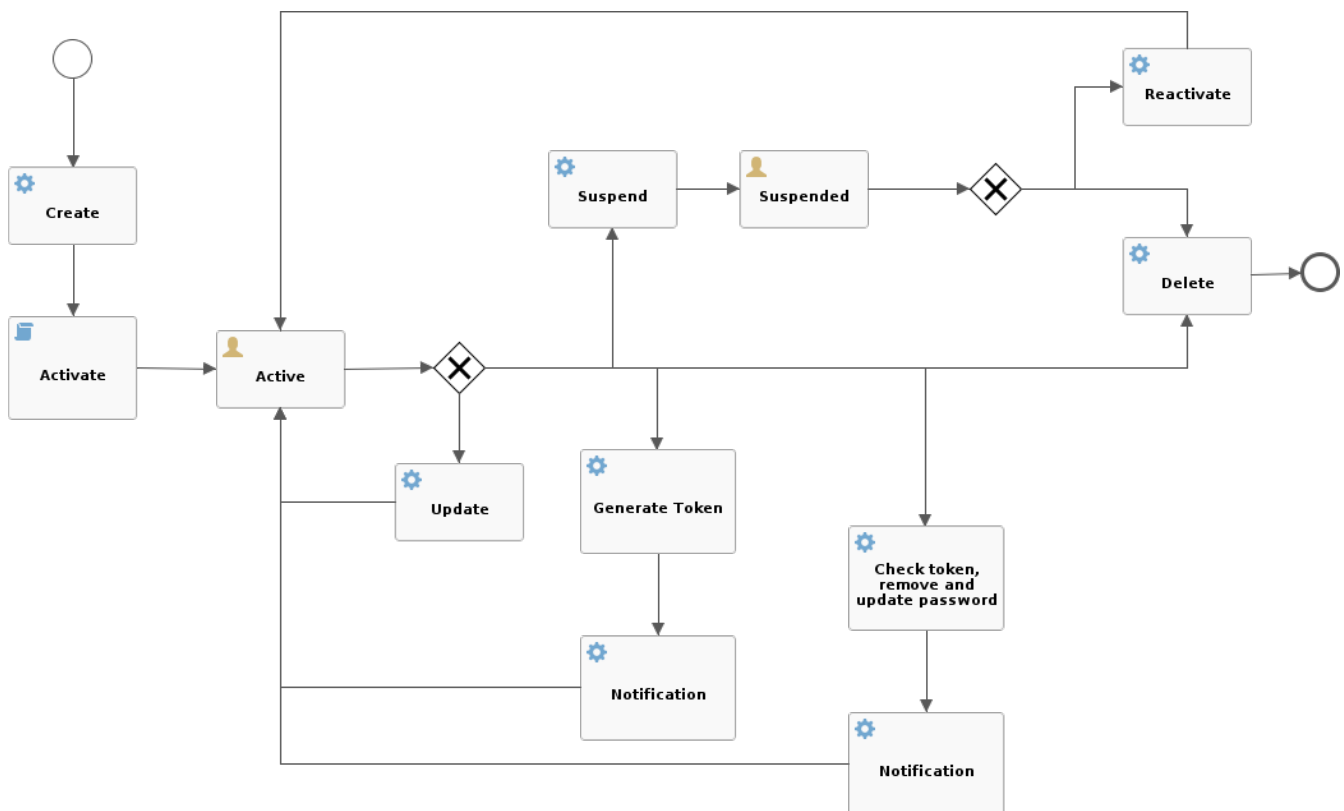 Reactivate
Create
Suspend
Suspended
Delete
Activate
Active
Update
Generate Token
Check token,
remove and
update password
Notification
Notification